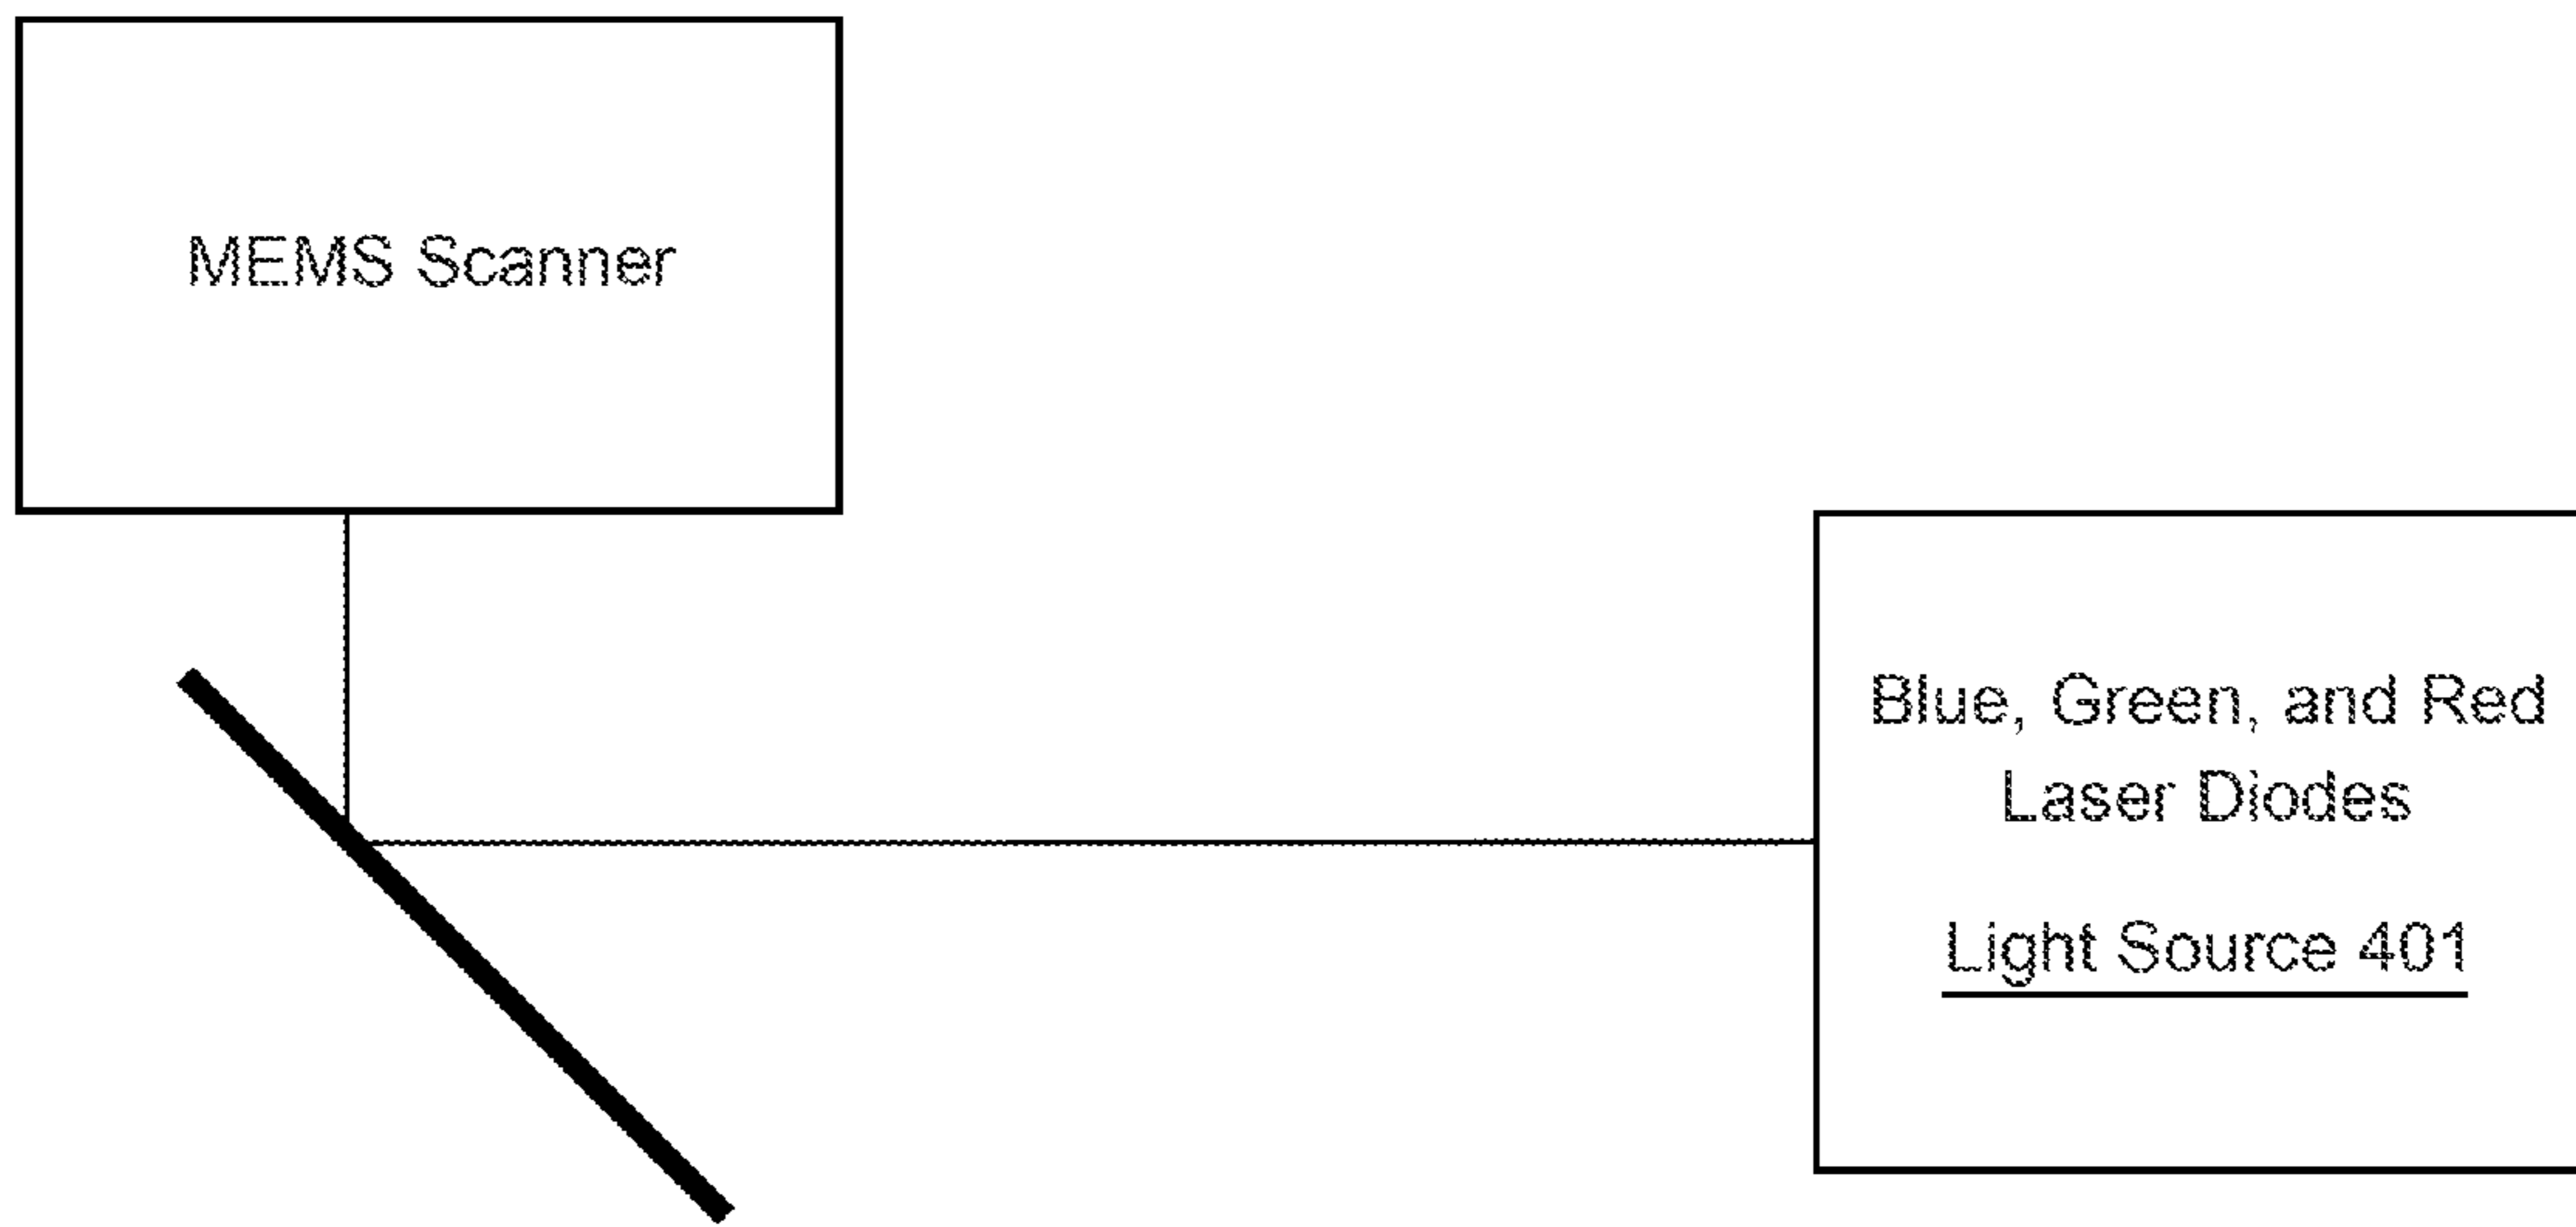 MEMS Scanner
Blue, Green, and Red
Laser Diodes
Light Source 401